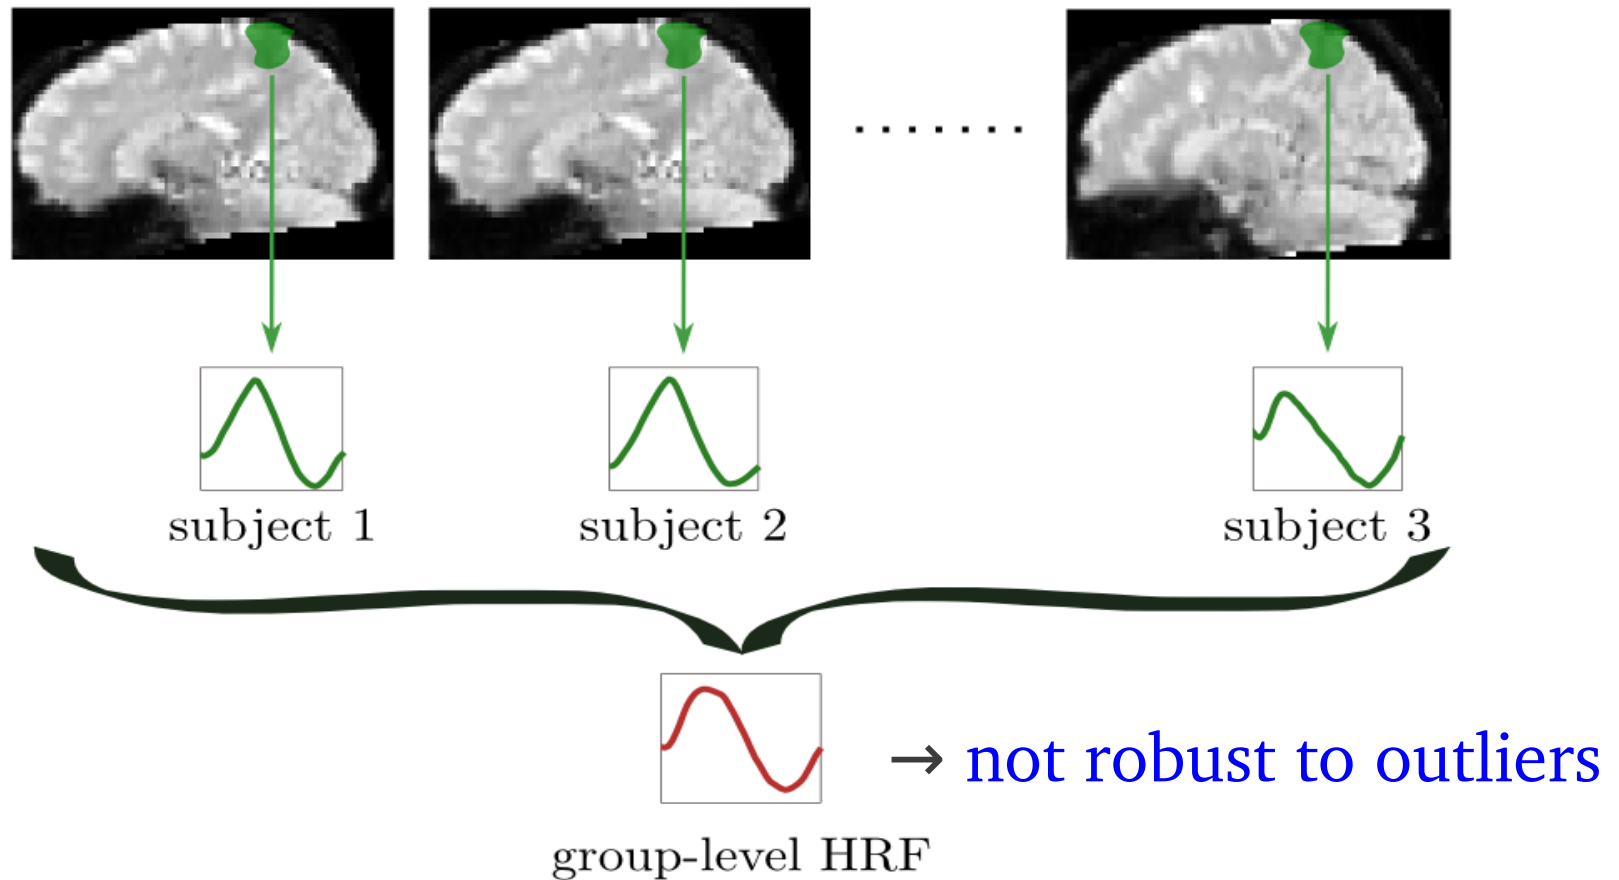 subject 1
subject 2
subject 3
→ not robust to outliers
group-level HRF